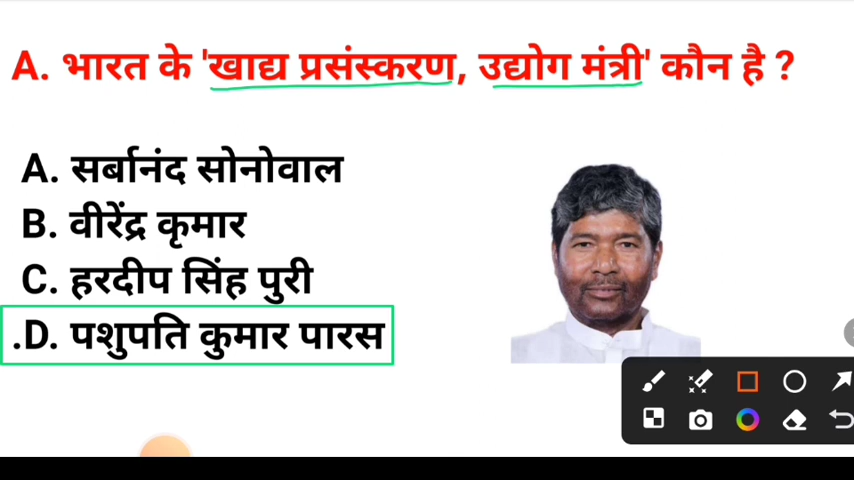 A. भारत के 'खाद्य प्रसंस्करण, उद्योग मंत्री' कौन है ?
A. सर्बानंद सोनोवाल
B. वीरेंद्र कृमार
C. हरदीप सिंह पुरी
.D. पशुपति कुमार पारस